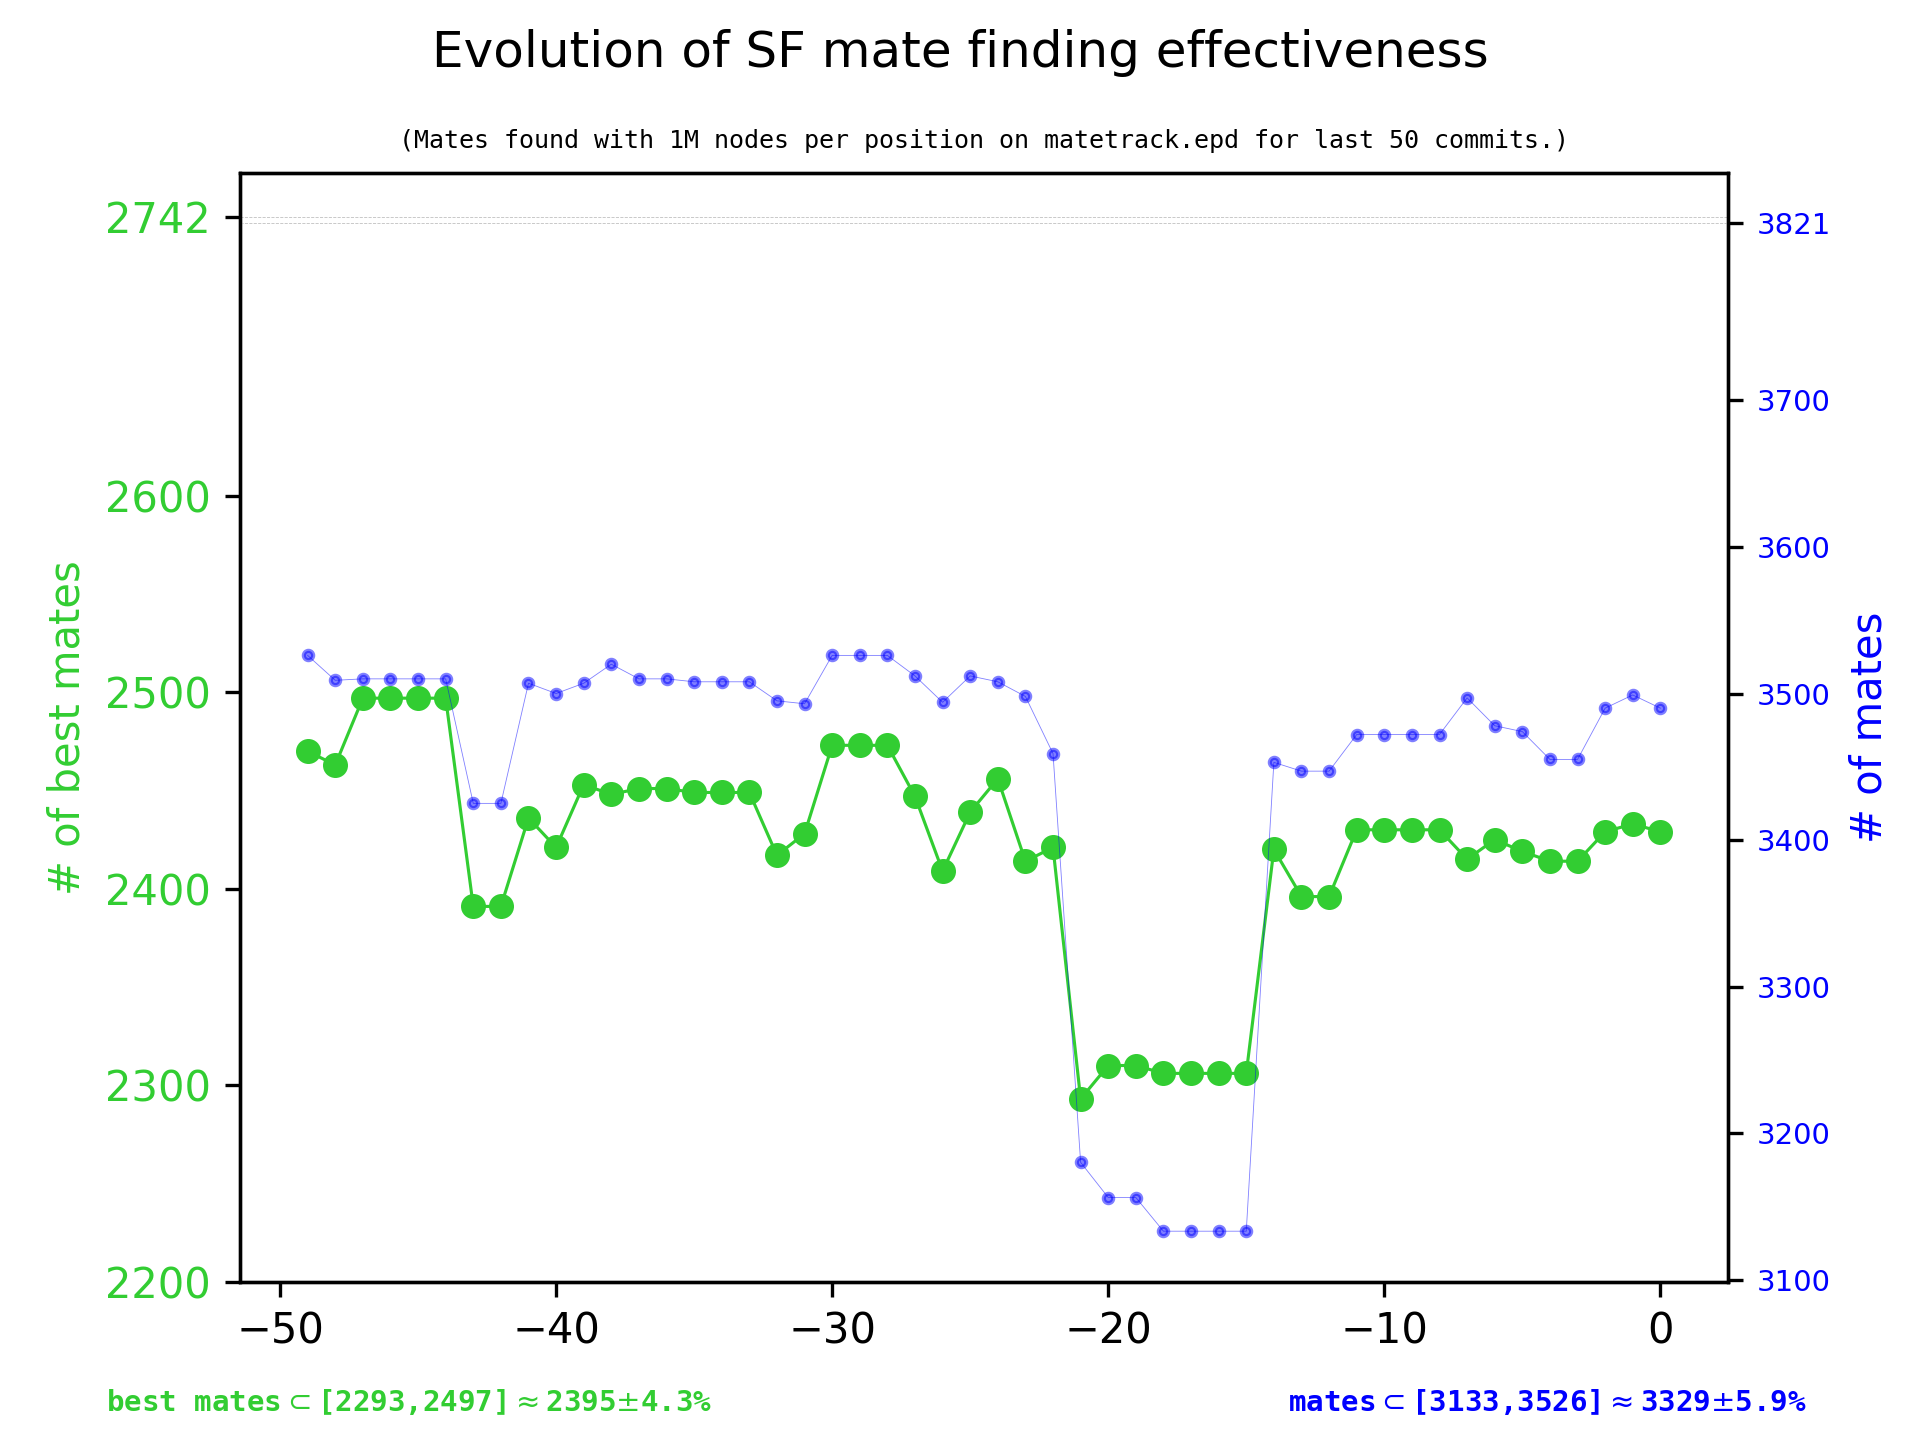 Evolution of SF mate finding effectiveness
(Mates found with 1M nodes per position on matetrack.epd for last 50 commits.)
2742
2600
2500
2400
2300
2200
# of best mates
3821
3700
3600
3500
3400
3300
3200
3100
# of mates
−50 −40 −30 −20 −10 0
best mates ⊂ [2293,2497] ≈ 2395±4.3%
mates ⊂ [3133,3526] ≈ 3329±5.9%